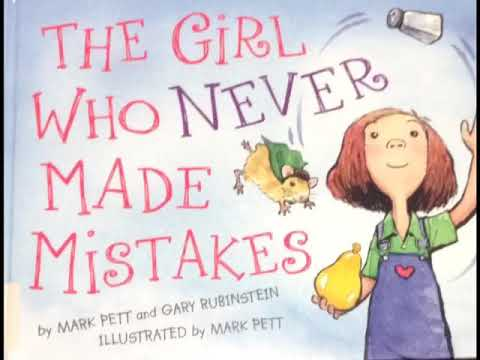 THE GIRL
WHO NEVER
MADE
MISTAKES
by MARK PETT and GARY RUBINSTEIN
ILLUSTRATED by MARK PETT